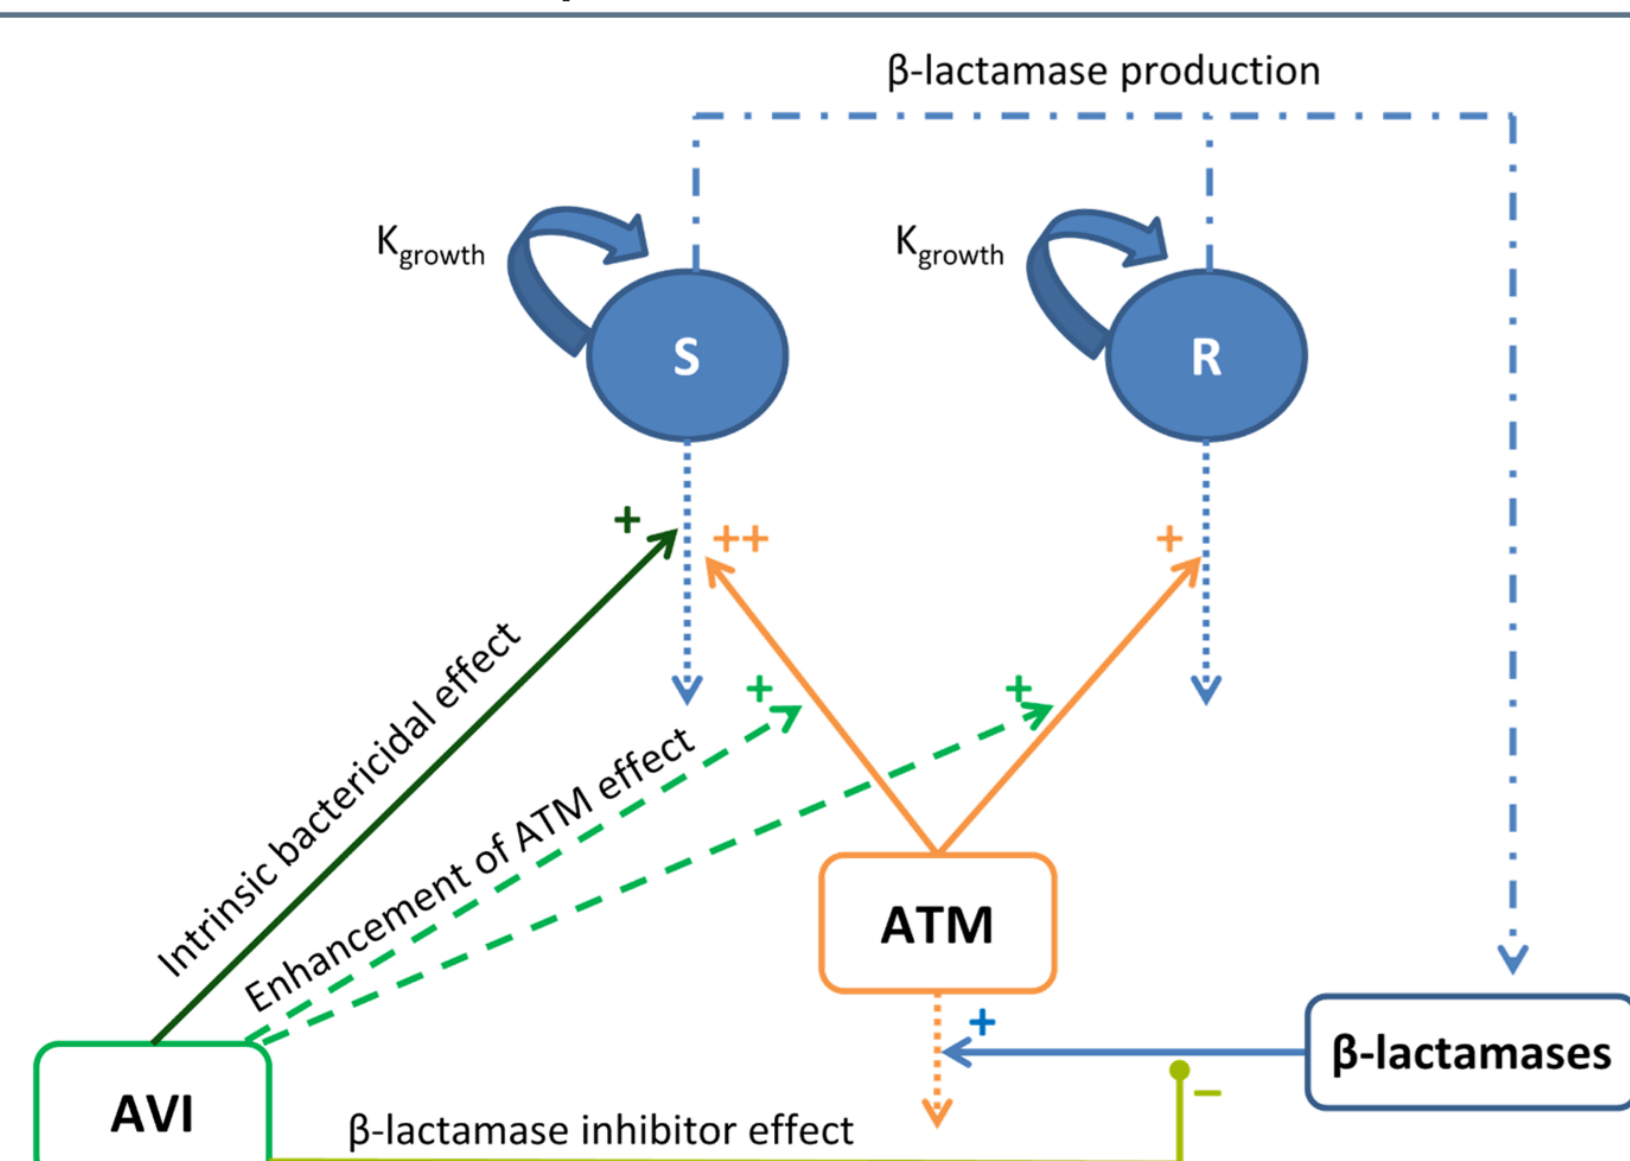 β-lactamase production
Kgrowth
Kgrowth
S
R
+
++
+
Intrinsic bactericidal effect
+
+
Enhancement of ATM effect
ATM
+
β-lactamases
AVI
–
β-lactamase inhibitor effect